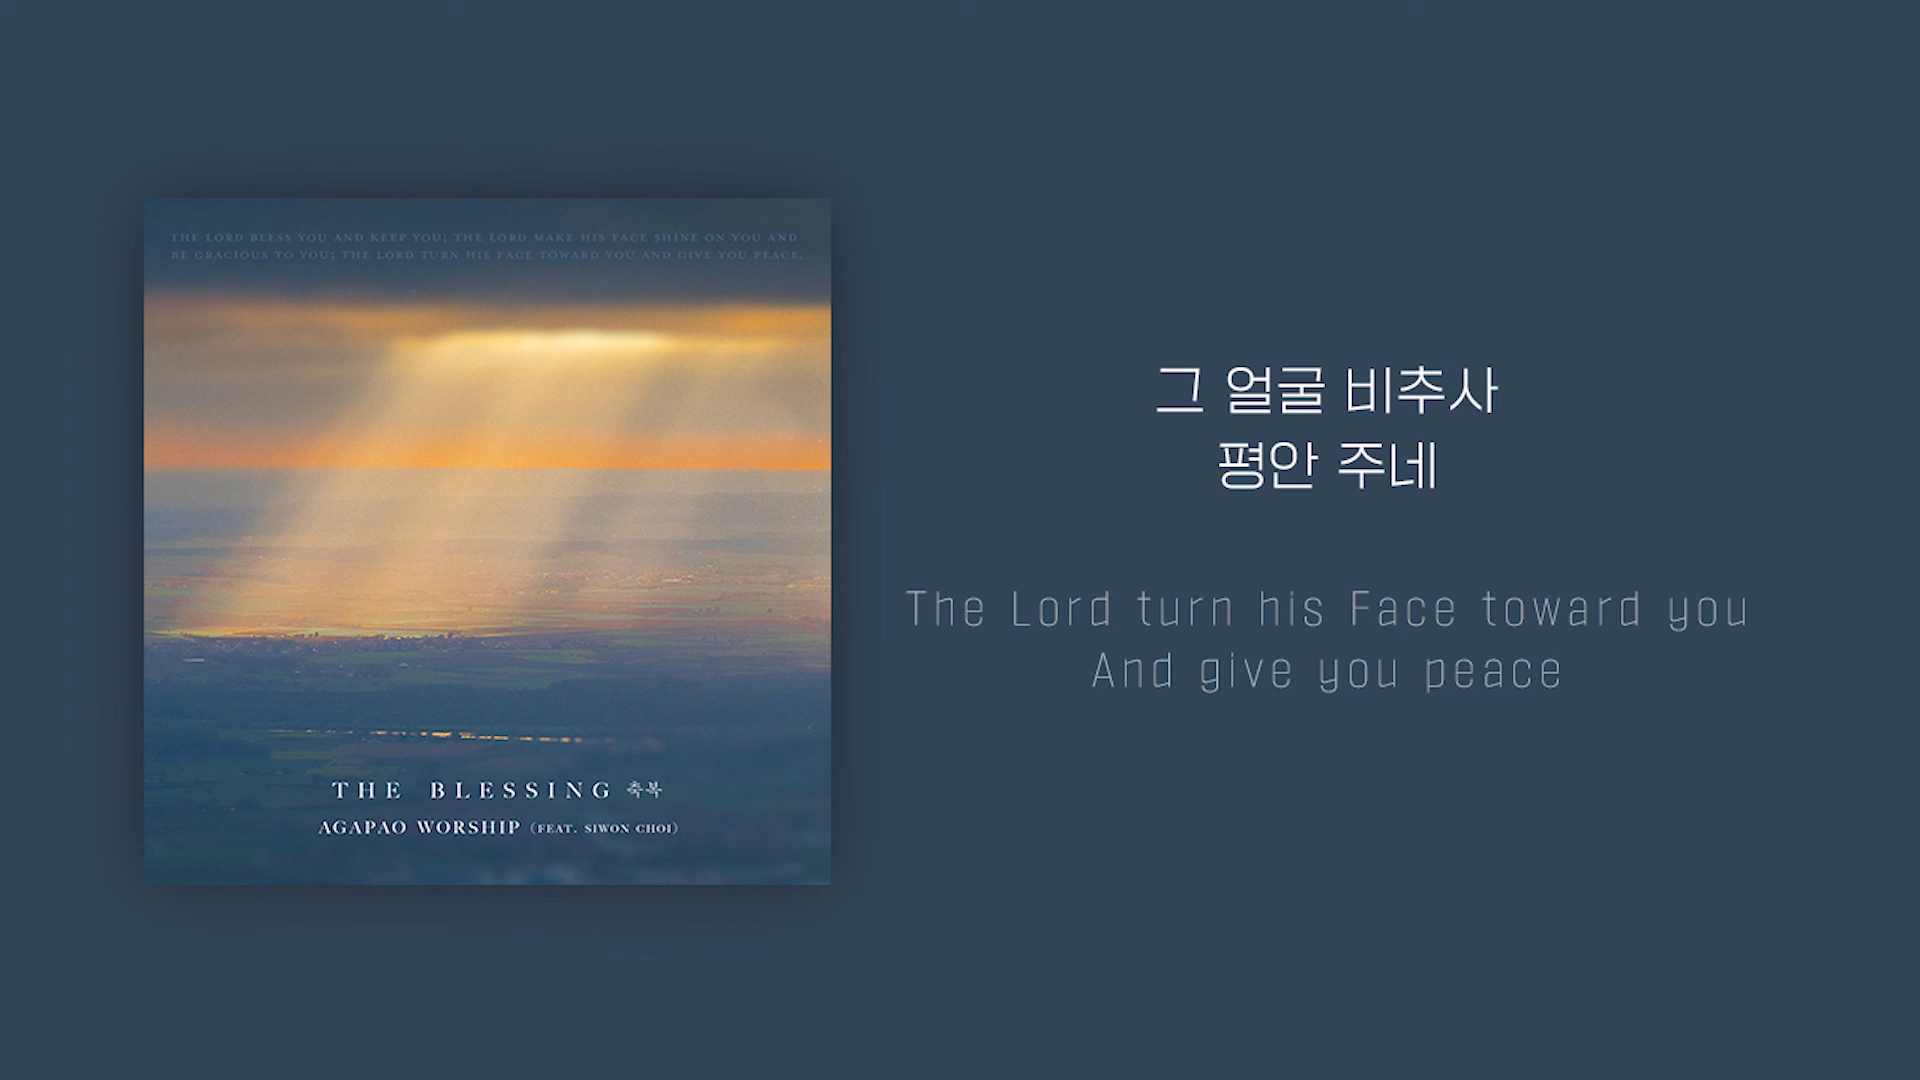 THE LORD BLESS YOU AND KEEP YOU; THE LORD MAKE HIS FACE SHINE ON YOU AND
BE GRACIOUS TO YOU; THE LORD TURN HIS FACE TOWARD YOU AND GIVE YOU PEACE.
THE BLESSING 축복
AGAPAO WORSHIP (FEAT. SIWON CHOI)
그 얼굴 비추사
평안 주네
The Lord turn his Face toward you
And give you peace